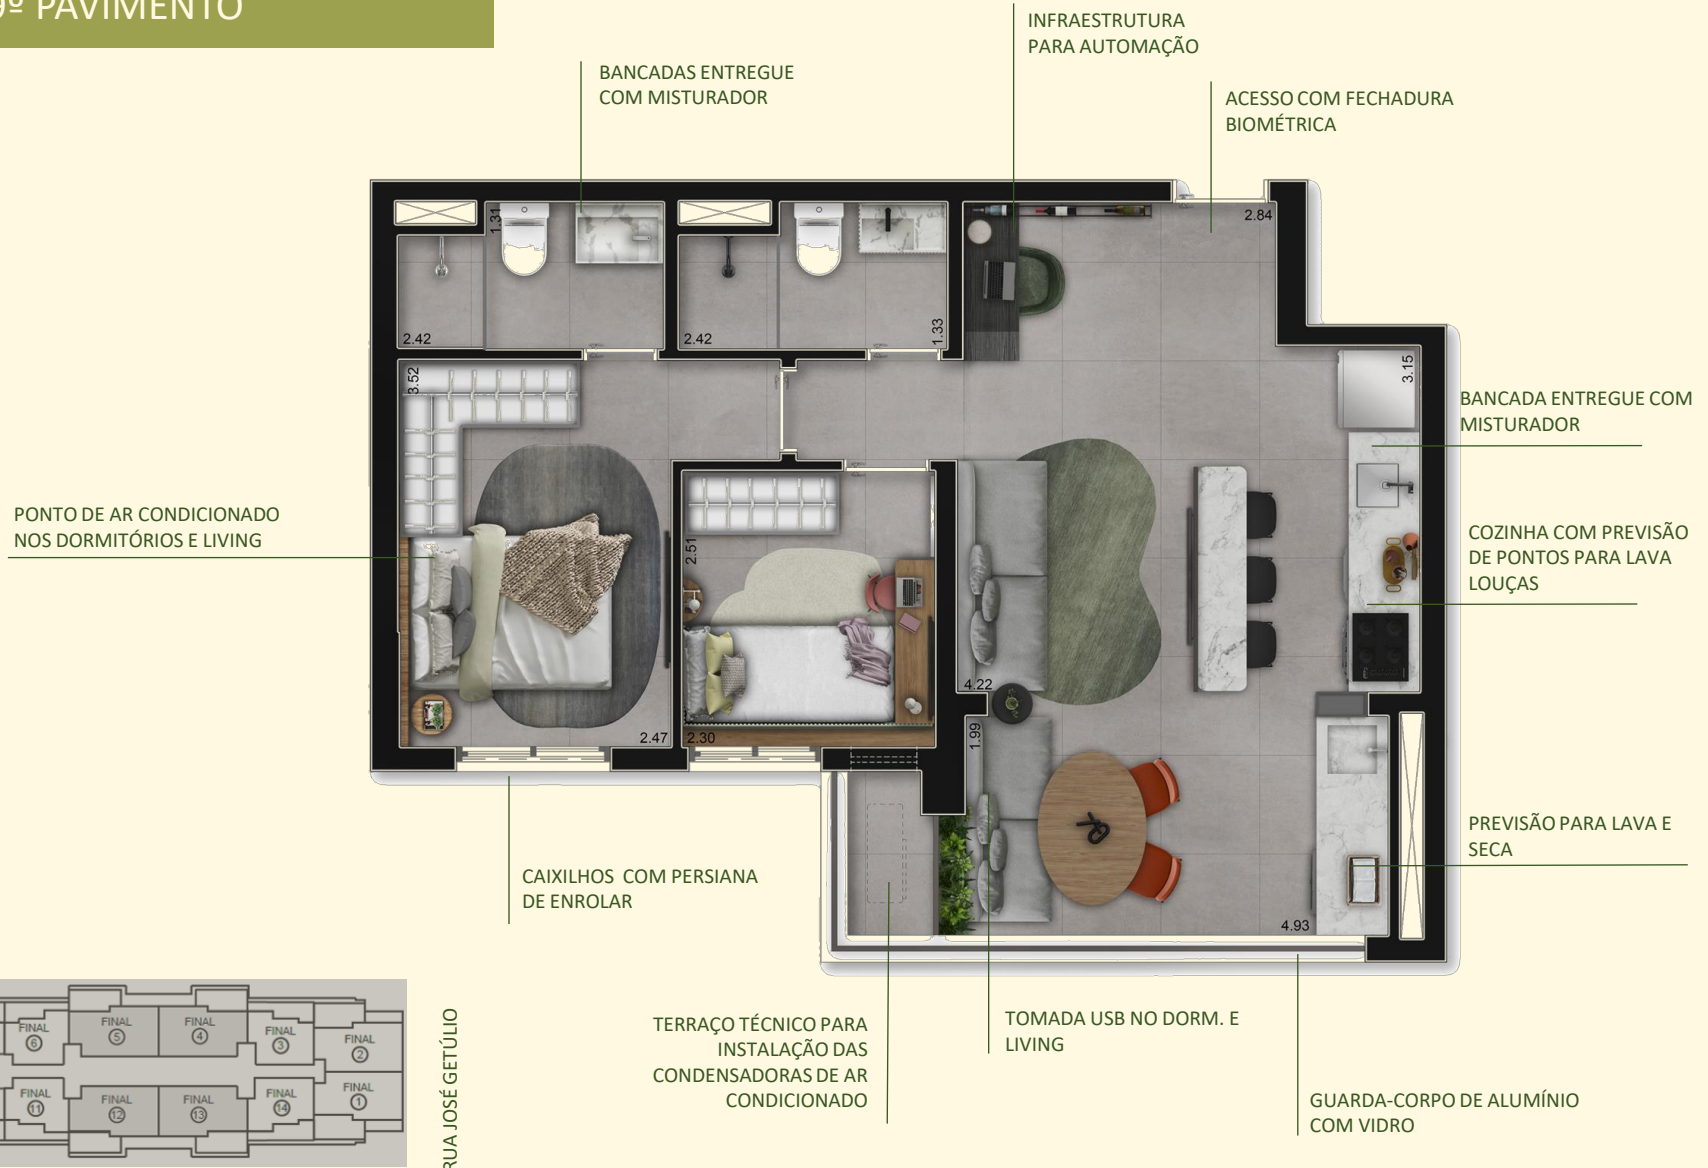 9º PAVIMENTO
INFRAESTRUTURA
PARA AUTOMAÇÃO
BANCADAS ENTREGUE
COM MISTURADOR
ACESSO COM FECHADURA
BIOMÉTRICA
1.31
2.84
2.42
2.42
1.33
3.52
3.15
BANCADA ENTREGUE COM
MISTURADOR
PONTO DE AR CONDICIONADO
NOS DORMITÓRIOS E LIVING
COZINHA COM PREVISÃO
DE PONTOS PARA LAVA
LOUÇAS
2.51
4.22
2.47
2.30
1.99
PREVISÃO PARA LAVA E
SECA
4.93
CAIXILHOS COM PERSIANA
DE ENROLAR
TERRAÇO TÉCNICO PARA
INSTALAÇÃO DAS
CONDENSADORAS DE AR
CONDICIONADO
TOMADA USB NO DORM. E
LIVING
GUARDA-CORPO DE ALUMÍNIO
COM VIDRO
FINAL
6
FINAL
5
FINAL
4
FINAL
3
FINAL
2
FINAL
11
FINAL
12
FINAL
13
FINAL
14
FINAL
1
RUA JOSÉ GETÚLIO